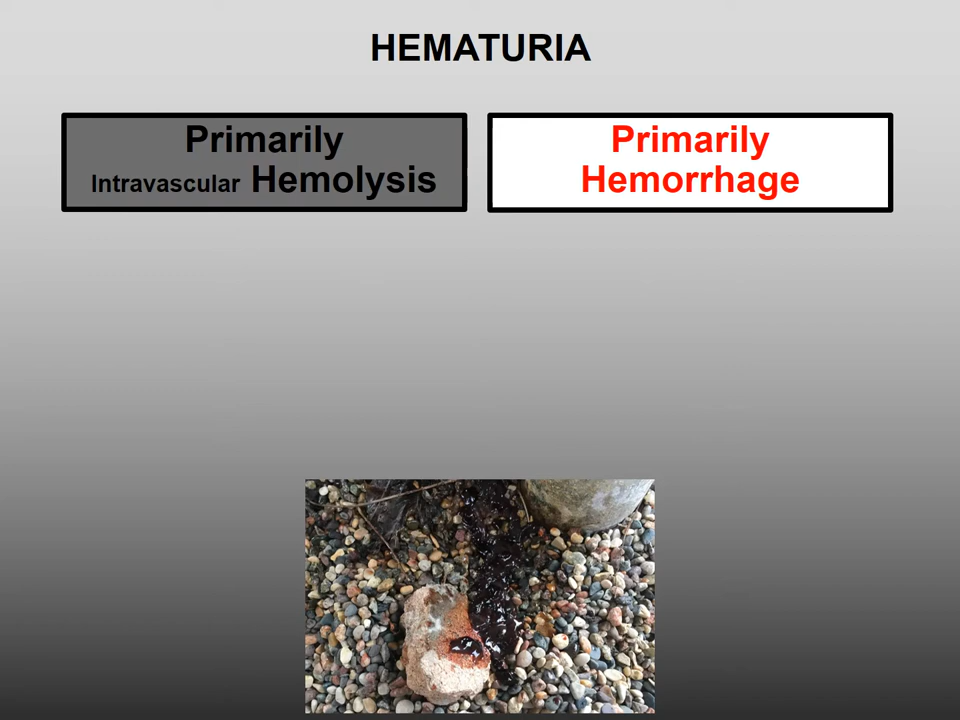 HEMATURIA
Primarily
Intravascular Hemolysis
Primarily
Hemorrhage